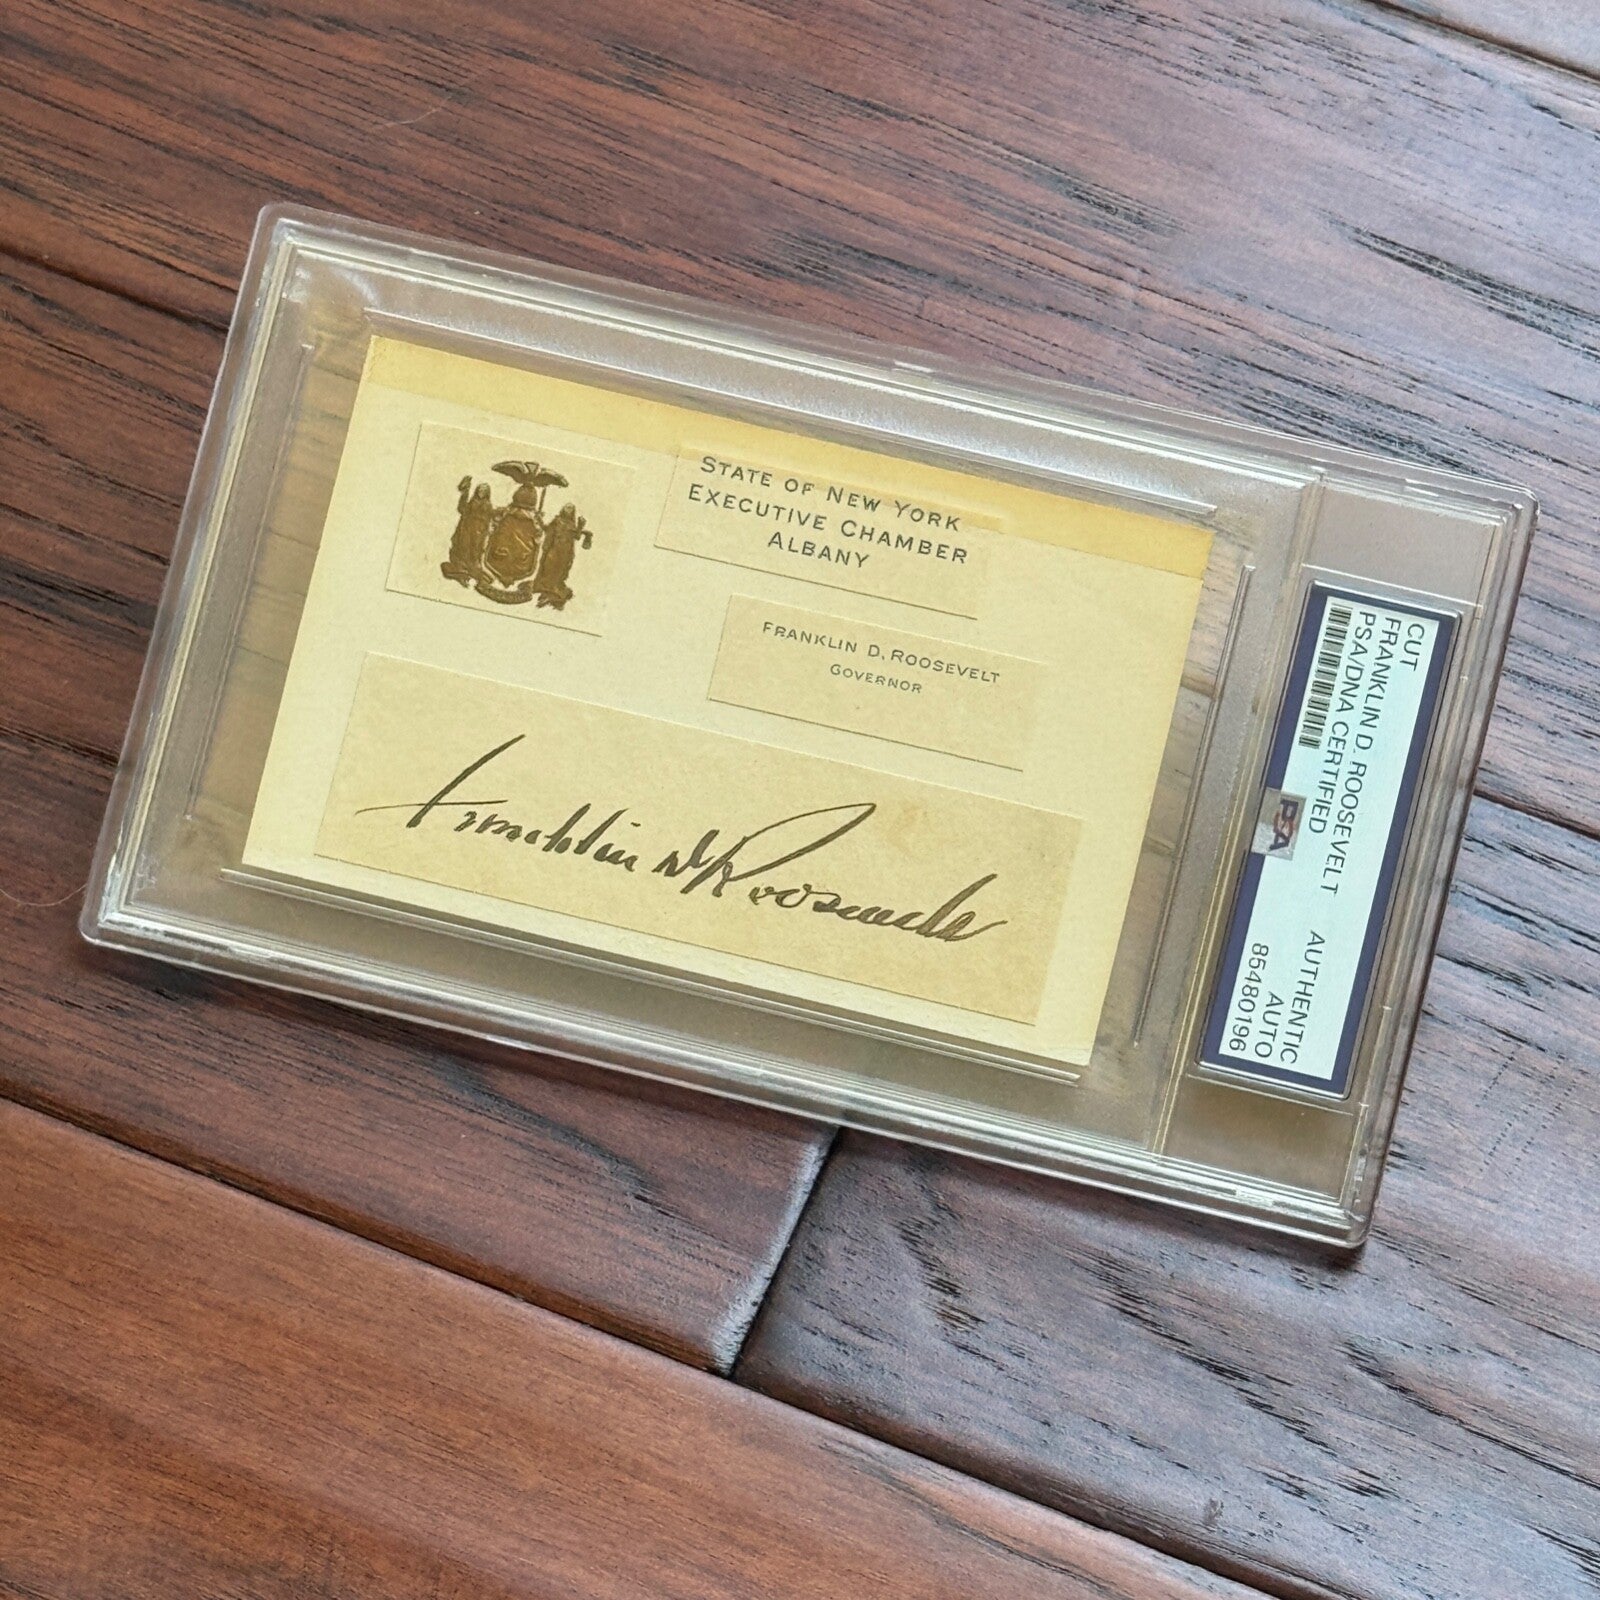 STATE OF NEW YORK
EXECUTIVE CHAMBER
ALBANY
FRANKLIN D. ROOSEVELT
GOVERNOR
Franklin D Roosevelt
CUT
FRANKLIN D. ROOSEVELT
PSA/DNA CERTIFIED
AUTHENTIC
AUTO
85480196
PSA